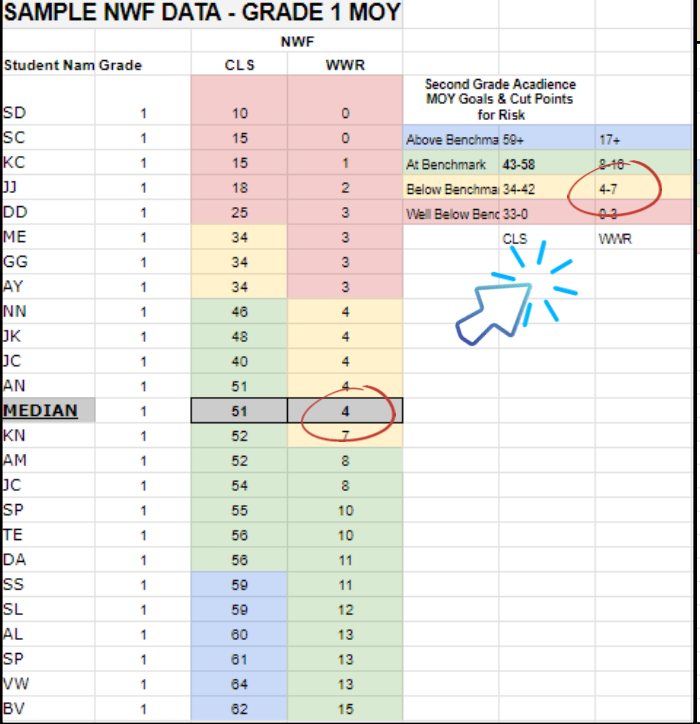 SAMPLE NWF DATA - GRADE 1 MOY
NWF
Student Nam Grade CLS WWR
Second Grade Acadience
MOY Goals & Cut Points
for Risk
SD 1 10 0
SC 1 15 0 Above Benchma 59+ 17+
KC 1 15 1 At Benchmark 43-58 8-16
JJ 1 18 2 Below Benchma 34-42 4-7
DD 1 25 3 Well Below Benc 33-0 0-3
ME 1 34 3 CLS WWR
GG 1 34 3
AY 1 34 3
NN 1 46 4
JK 1 48 4
JC 1 40 4
AN 1 51 4
MEDIAN 1 51 4
KN 1 52 7
AM 1 52 8
JC 1 54 8
SP 1 55 10
TE 1 56 10
DA 1 56 11
SS 1 59 11
SL 1 59 12
AL 1 60 13
SP 1 61 13
VW 1 64 13
BV 1 62 15